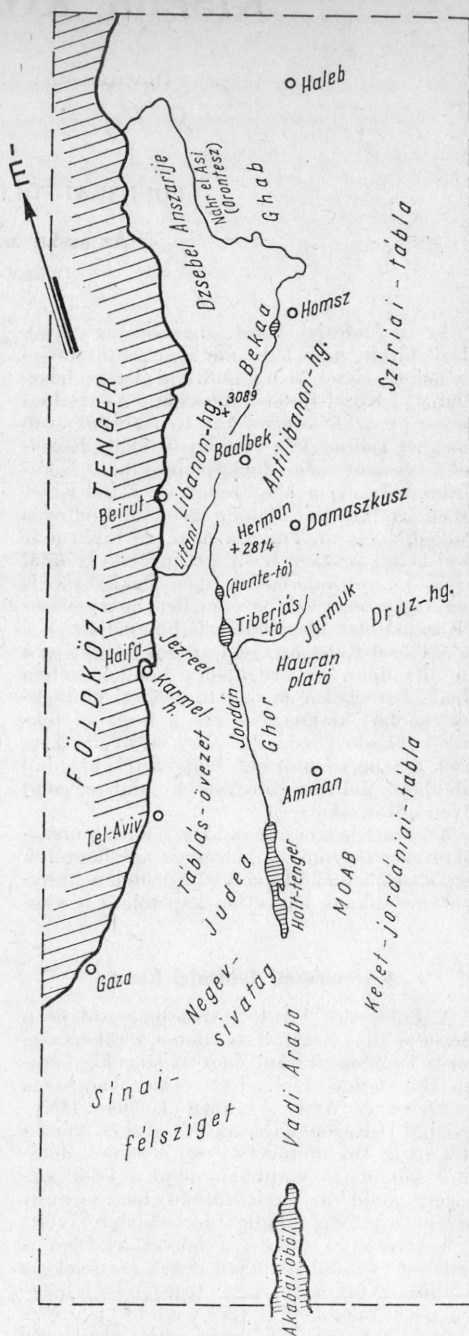 Haleb
-É-
Dzsebel Anszarije
Nahr el Asi
(Orontesz)
Ghab
FÖLDKÖZI-TENGER
Homsz
Bekaa
Szíriai-tábla
+ 3089
Libanon-hg.
Baalbek
Antilibanon-hg.
Beirut
Litani
Hermon
+2814
Damaszkusz
(Hunte-tó)
Tiberiás
-tó
Jarmuk
Druz-hg.
Haifa
Jezreel
Karmel
h.
Hauran
plató
Jordán
Ghor
Táblás-övezet
Amman
Tel-Aviv
Judea
Holt-tenger
MOAB
Kelet-jordániai tábla
Gaza
Negev-
sivatag
Sínai-
félsziget
Vadi Araba
Akabai öböl